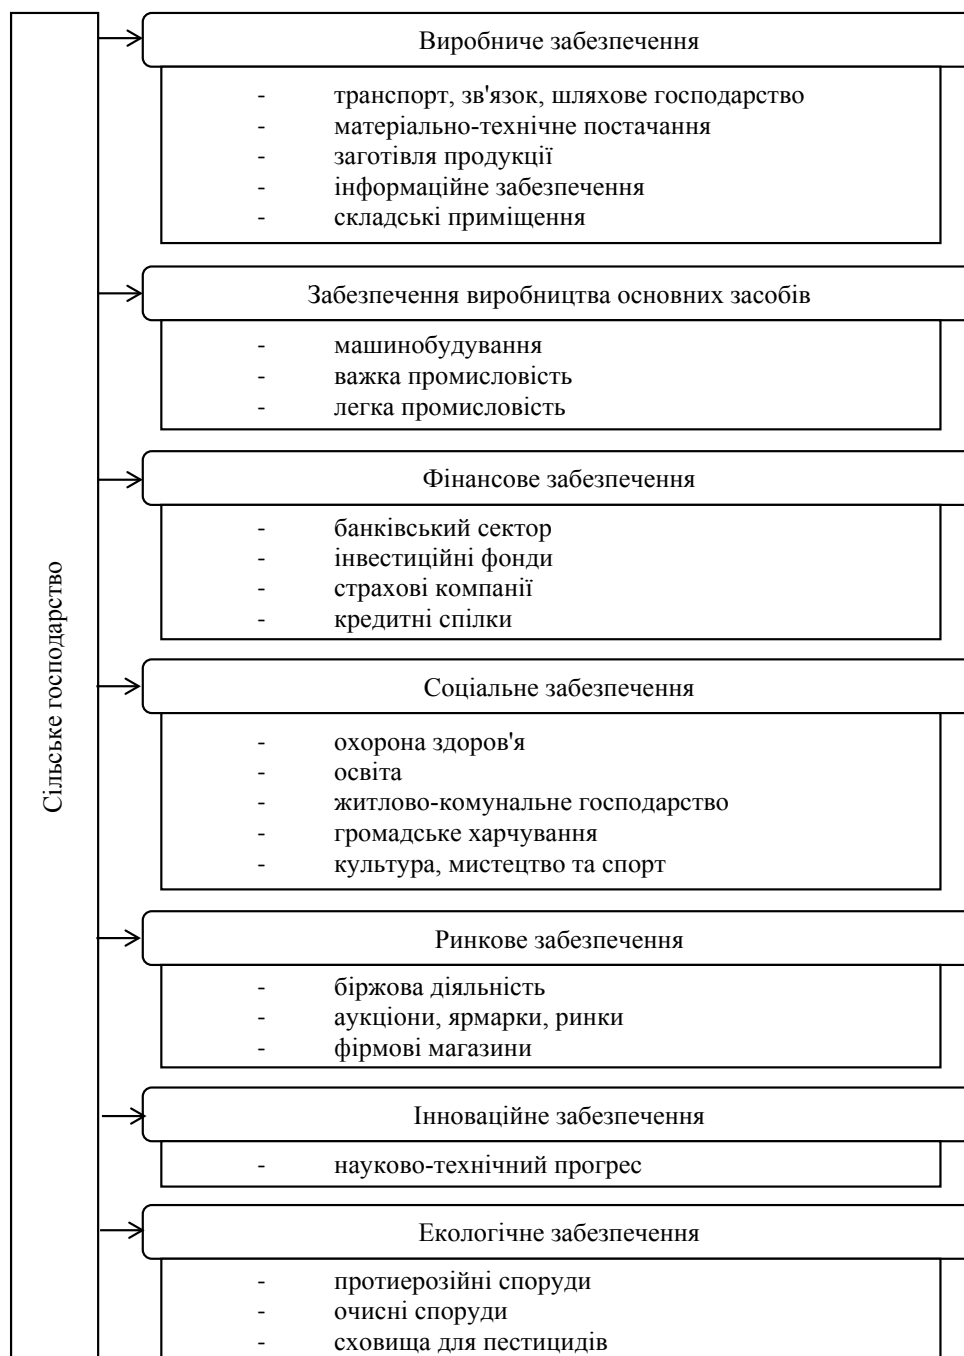 Сільське господарство
Виробниче забезпечення
- транспорт, зв'язок, шляхове господарство
- матеріально-технічне постачання
- заготівля продукції
- інформаційне забезпечення
- складські приміщення
Забезпечення виробництва основних засобів
- машинобудування
- важка промисловість
- легка промисловість
Фінансове забезпечення
- банківський сектор
- інвестиційні фонди
- страхові компанії
- кредитні спілки
Соціальне забезпечення
- охорона здоров'я
- освіта
- житлово-комунальне господарство
- громадське харчування
- культура, мистецтво та спорт
Ринкове забезпечення
- біржова діяльність
- аукціони, ярмарки, ринки
- фірмові магазини
Інноваційне забезпечення
- науково-технічний прогрес
Екологічне забезпечення
- протиерозійні споруди
- очисні споруди
- сховища для пестицидів